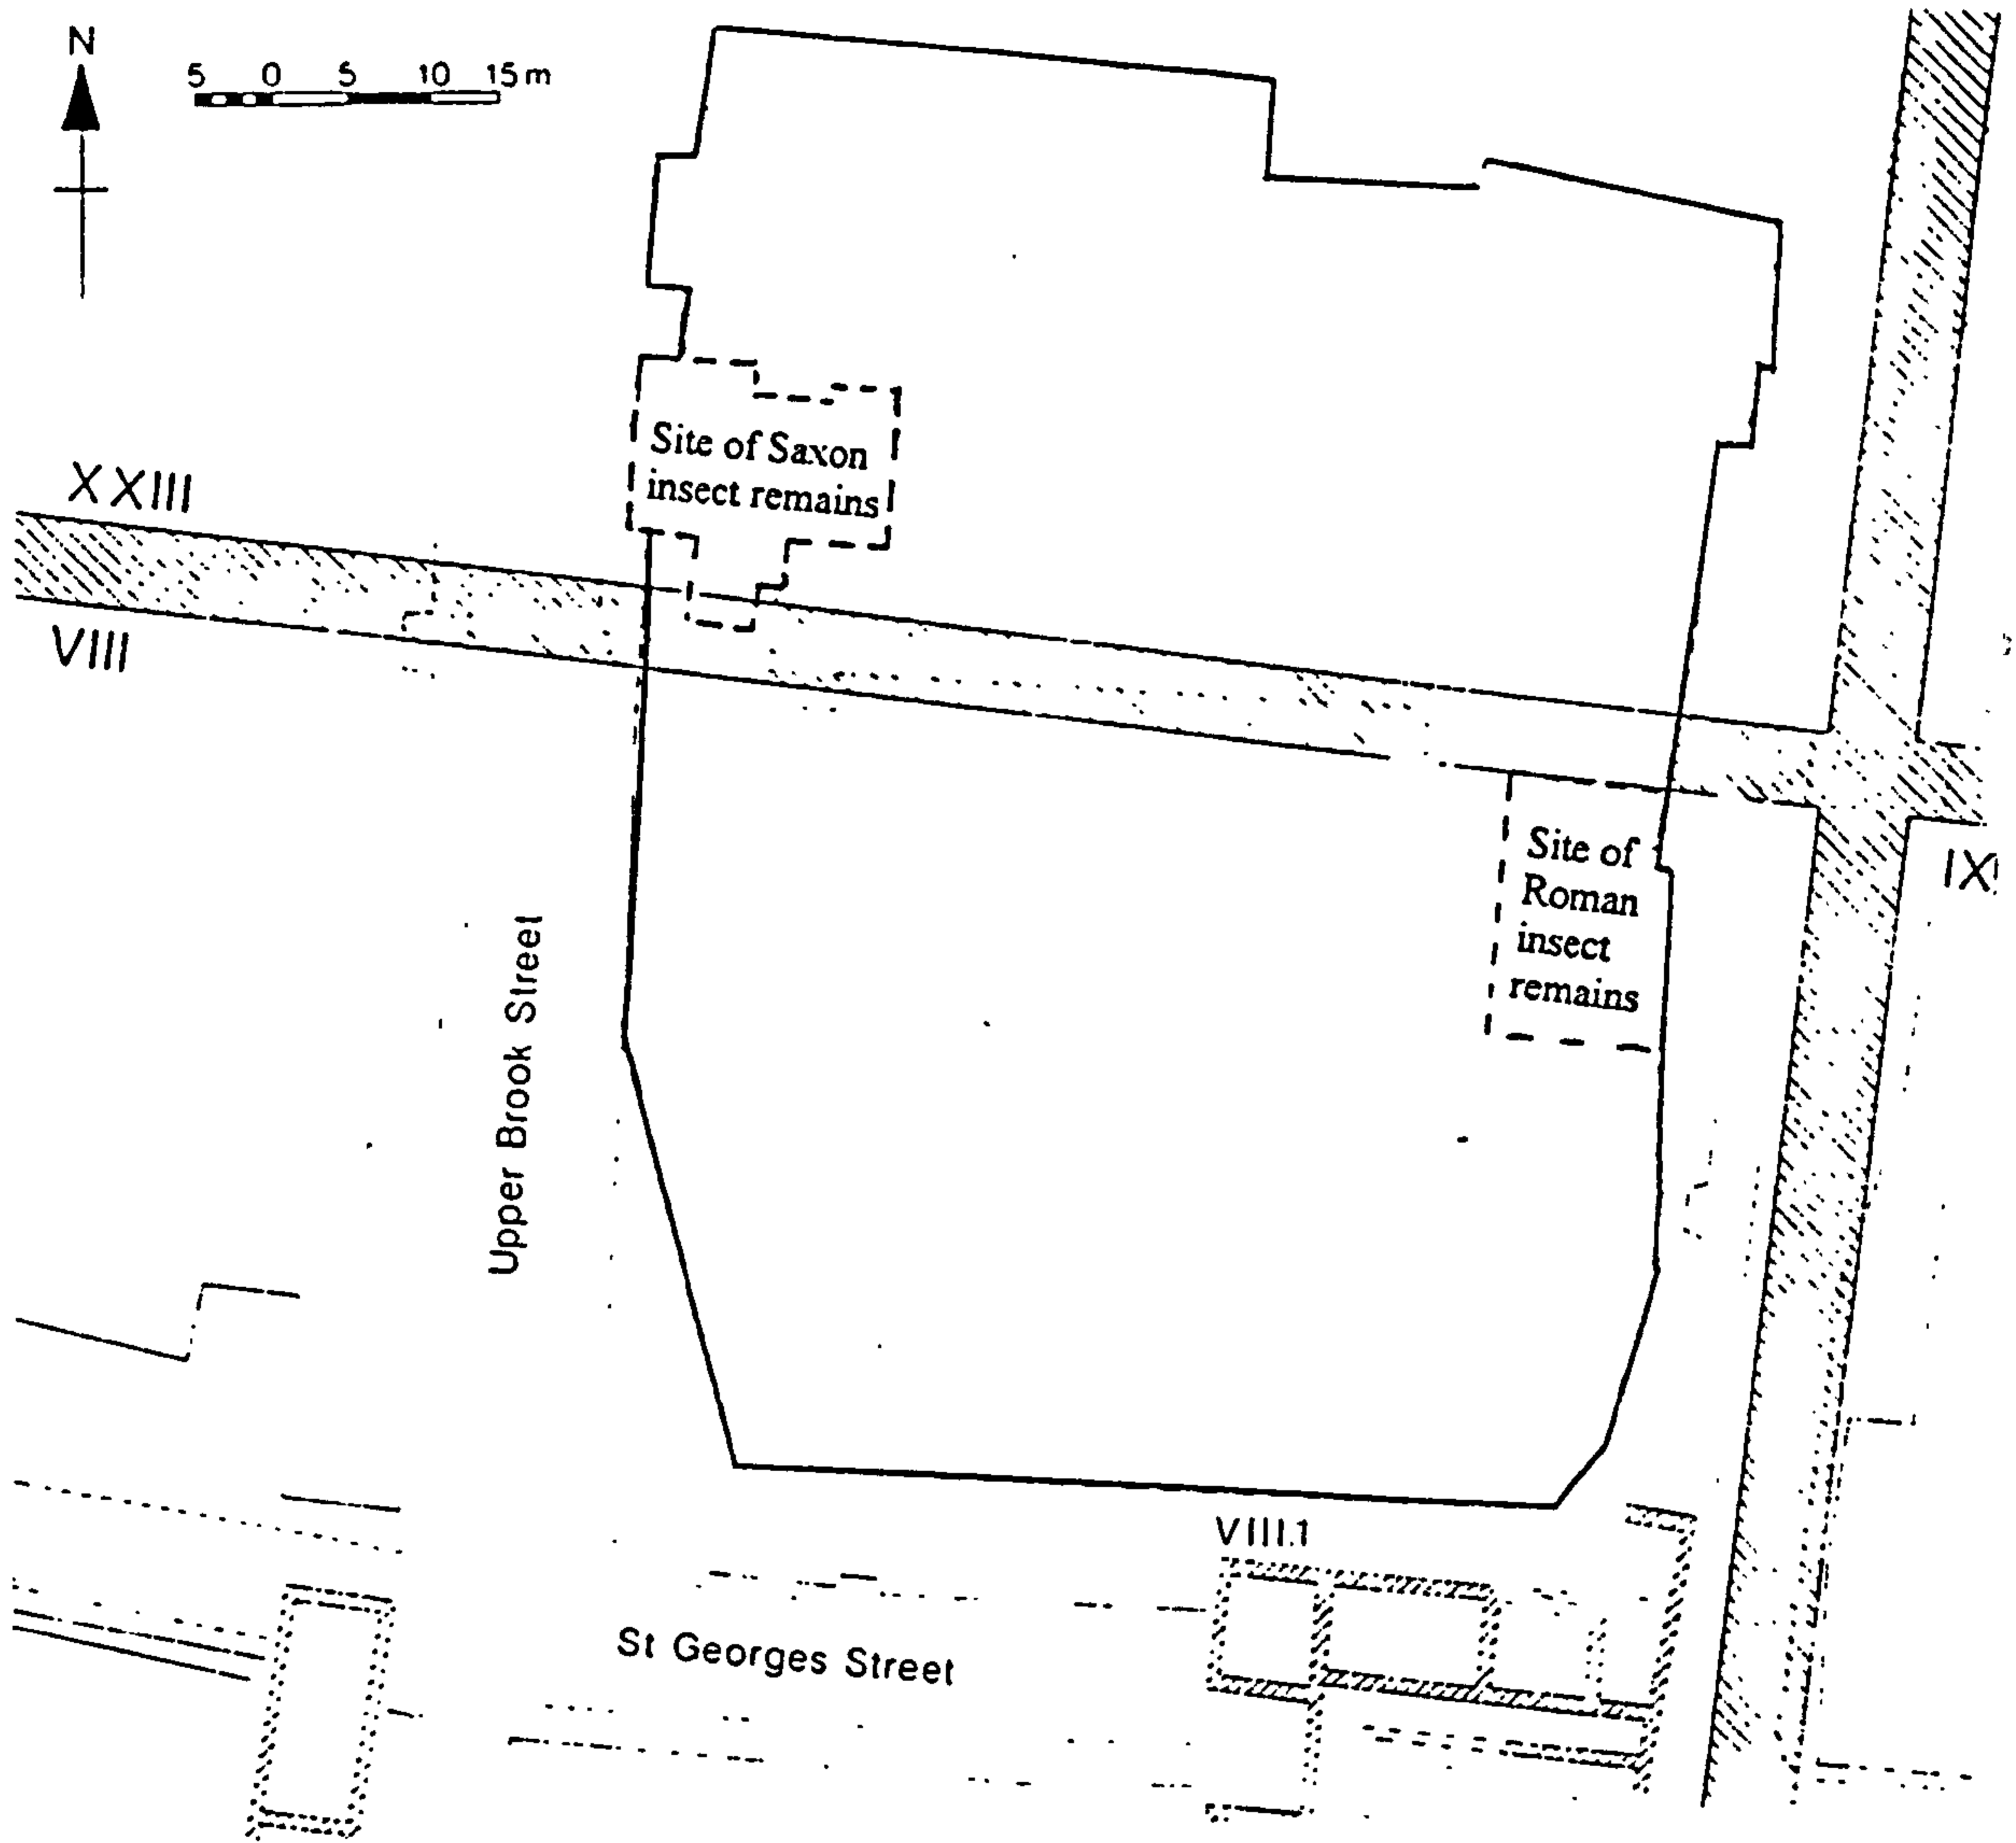 N
5 0 5 10 15m
Site of Saxon
insect remains
XXIII
VIII
Site of
Roman
insect
remains
IX
Upper Brook Street
VIII.1
St Georges Street